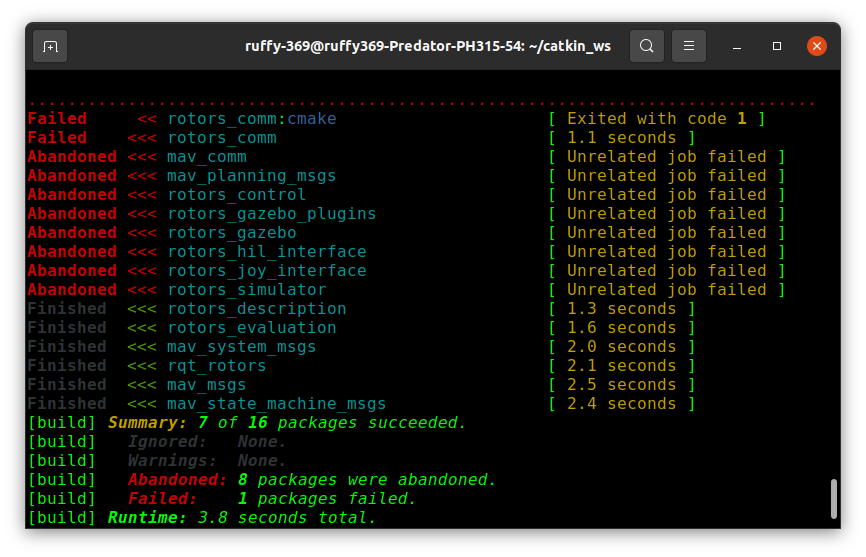 ruffy-369@ruffy369-Predator-PH315-54: ~/catkin_ws
...............................................................................
Failed     << rotors_comm:cmake                     [ Exited with code 1 ]
Failed    <<< rotors_comm                           [ 1.1 seconds ]
Abandoned <<< mav_comm                              [ Unrelated job failed ]
Abandoned <<< mav_planning_msgs                     [ Unrelated job failed ]
Abandoned <<< rotors_control                        [ Unrelated job failed ]
Abandoned <<< rotors_gazebo_plugins                 [ Unrelated job failed ]
Abandoned <<< rotors_gazebo                         [ Unrelated job failed ]
Abandoned <<< rotors_hil_interface                  [ Unrelated job failed ]
Abandoned <<< rotors_joy_interface                  [ Unrelated job failed ]
Abandoned <<< rotors_simulator                      [ Unrelated job failed ]
Finished  <<< rotors_description                    [ 1.3 seconds ]
Finished  <<< rotors_evaluation                     [ 1.6 seconds ]
Finished  <<< mav_system_msgs                       [ 2.0 seconds ]
Finished  <<< rqt_rotors                            [ 2.1 seconds ]
Finished  <<< mav_msgs                              [ 2.5 seconds ]
Finished  <<< mav_state_machine_msgs                [ 2.4 seconds ]
[build] Summary: 7 of 16 packages succeeded.
[build]   Ignored:   None.
[build]   Warnings:  None.
[build]   Abandoned: 8 packages were abandoned.
[build]   Failed:    1 packages failed.
[build] Runtime: 3.8 seconds total.